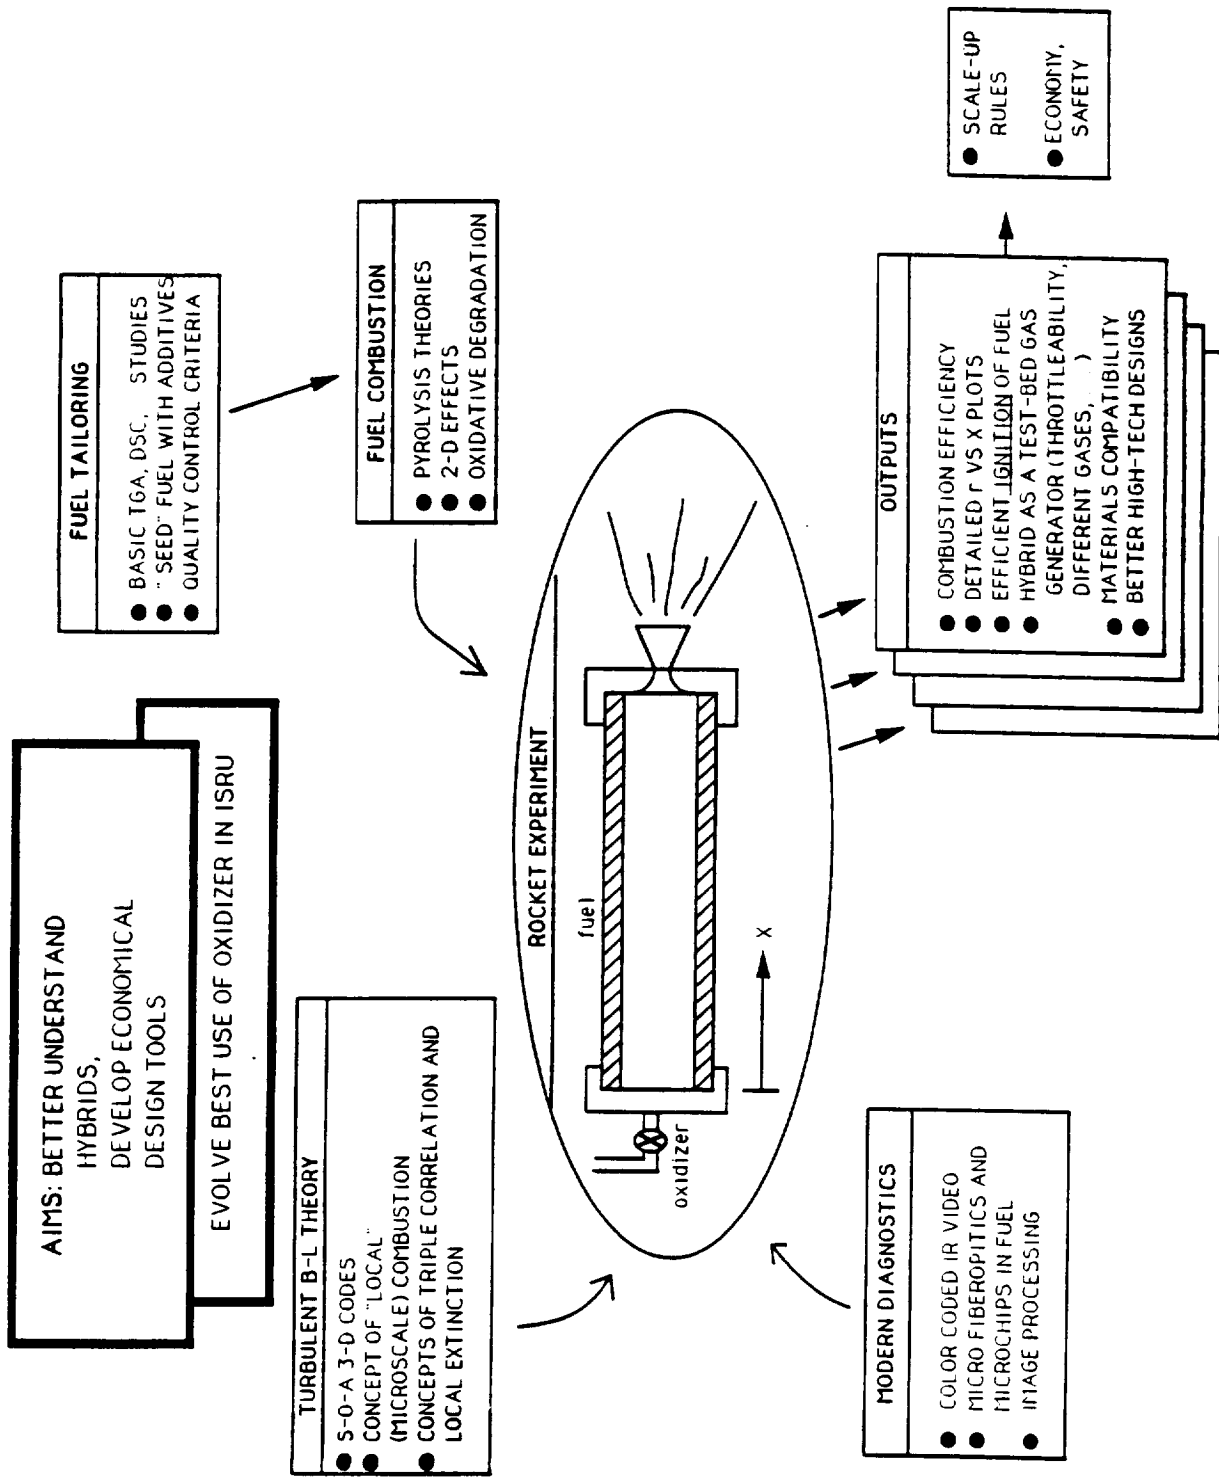 AIMS: BETTER UNDERSTAND
HYBRIDS,
DEVELOP ECONOMICAL
DESIGN TOOLS
EVOLVE BEST USE OF OXIDIZER IN ISRU
FUEL TAILORING
● BASIC TGA, DSC, STUDIES
● "SEED" FUEL WITH ADDITIVES
● QUALITY CONTROL CRITERIA
TURBULENT B-L THEORY
● S-O-A 3-D CODES
● CONCEPT OF "LOCAL"
(MICROSCALE) COMBUSTION
● CONCEPTS OF TRIPLE CORRELATION AND
LOCAL EXTINCTION
FUEL COMBUSTION
● PYROLYSIS THEORIES
● 2-D EFFECTS
● OXIDATIVE DEGRADATION
ROCKET EXPERIMENT
fuel
oxidizer
X
MODERN DIAGNOSTICS
● COLOR CODED IR VIDEO
● MICRO FIBEROPITICS AND
MICROCHIPS IN FUEL
● IMAGE PROCESSING
OUTPUTS
● COMBUSTION EFFICIENCY
● DETAILED r VS X PLOTS
● EFFICIENT IGNITION OF FUEL
● HYBRID AS A TEST-BED GAS
GENERATOR (THROTTLEABILITY,
DIFFERENT GASES, )
● MATERIALS COMPATIBILITY
● BETTER HIGH-TECH DESIGNS
● SCALE-UP
RULES
● ECONOMY,
SAFETY